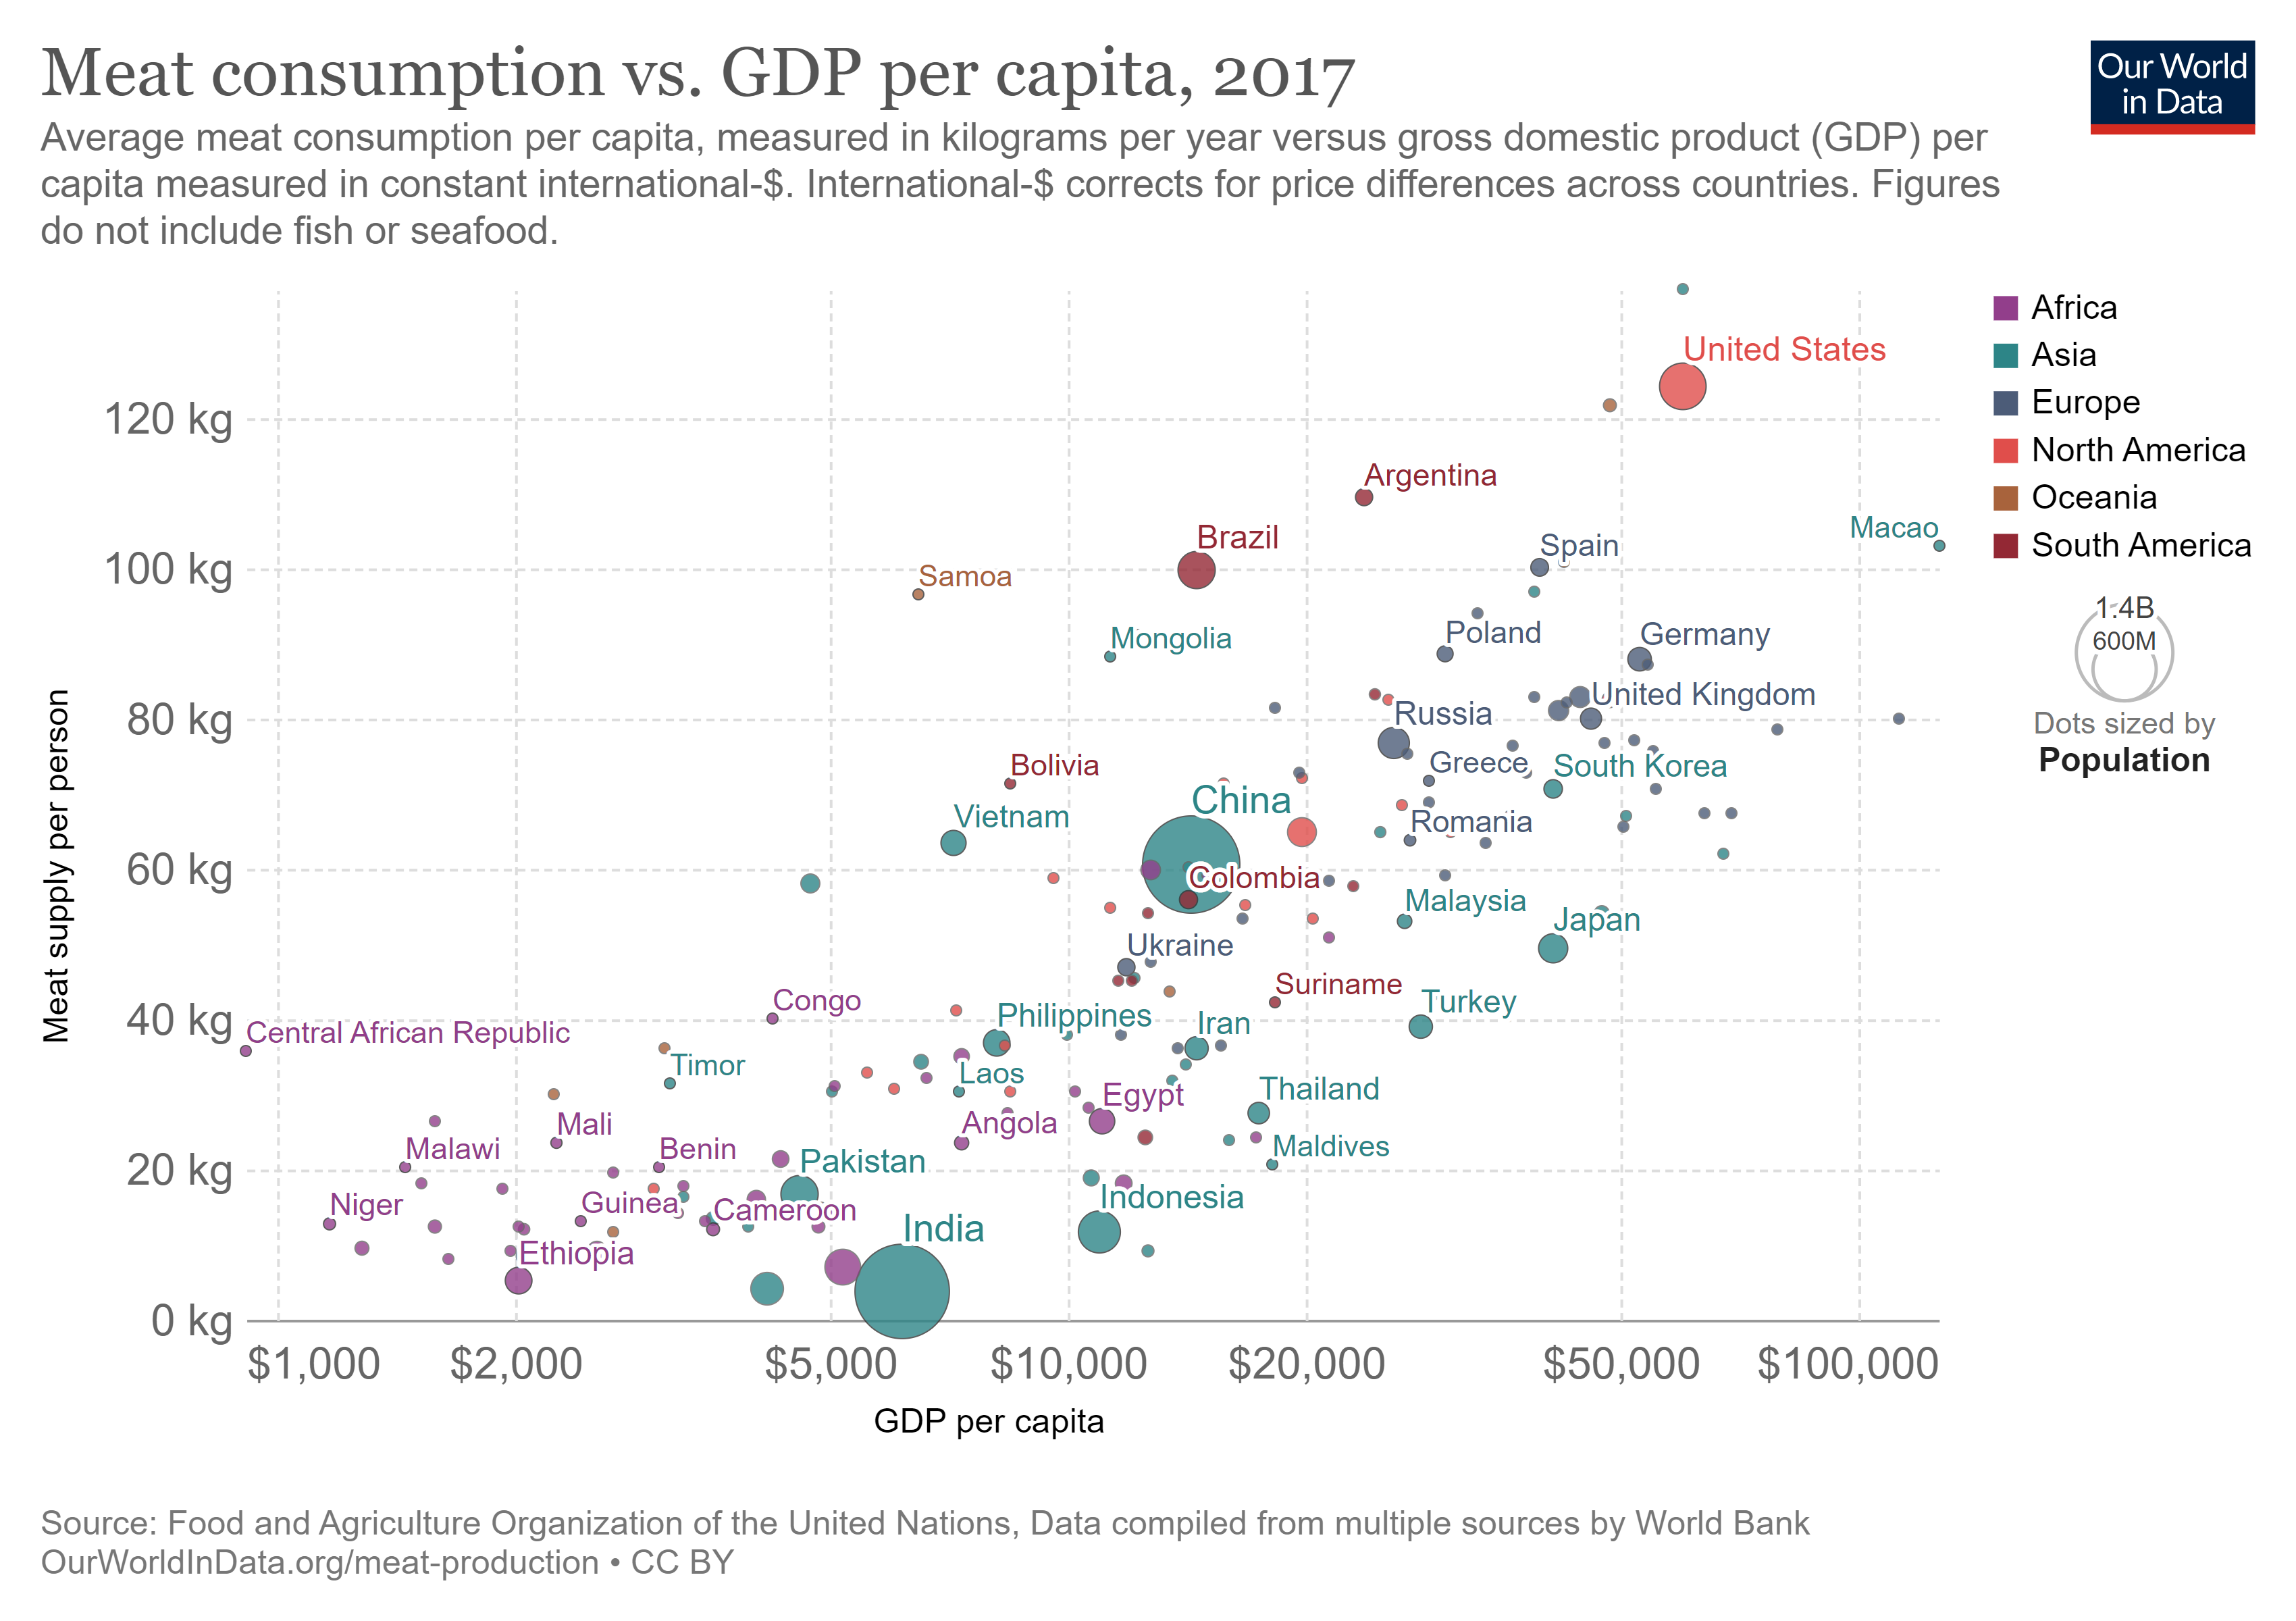 Meat consumption vs. GDP per capita, 2017
Our World
in Data
Average meat consumption per capita, measured in kilograms per year versus gross domestic product (GDP) per
capita measured in constant international-$. International-$ corrects for price differences across countries. Figures
do not include fish or seafood.
Africa
Asia
Europe
North America
Oceania
South America
1.4B
600M
Dots sized by
Population
Meat supply per person
120 kg
100 kg
80 kg
60 kg
40 kg
20 kg
0 kg
United States
Argentina
Macao
Brazil
Spain
Samoa
Mongolia
Poland
Germany
United Kingdom
Russia
Bolivia
Greece
South Korea
China
Vietnam
Romania
Colombia
Malaysia
Japan
Ukraine
Suriname
Congo
Turkey
Philippines
Iran
Central African Republic
Timor
Laos
Thailand
Egypt
Angola
Mali
Malawi
Benin
Maldives
Pakistan
Indonesia
Niger
Guinea
Cameroon
India
Ethiopia
$1,000
$2,000
$5,000
$10,000
$20,000
$50,000
$100,000
GDP per capita
Source: Food and Agriculture Organization of the United Nations, Data compiled from multiple sources by World Bank
OurWorldInData.org/meat-production • CC BY